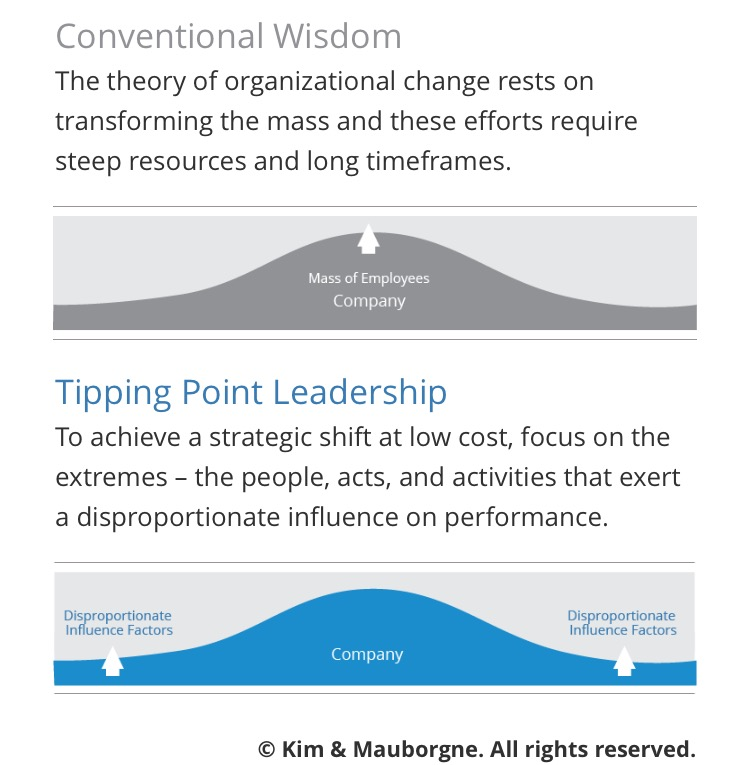 Conventional Wisdom
The theory of organizational change rests on
transforming the mass and these efforts require
steep resources and long timeframes.
Mass of Employees
Company
Tipping Point Leadership
To achieve a strategic shift at low cost, focus on the
extremes – the people, acts, and activities that exert
a disproportionate influence on performance.
Disproportionate
Influence Factors
Disproportionate
Influence Factors
Company
© Kim & Mauborgne. All rights reserved.